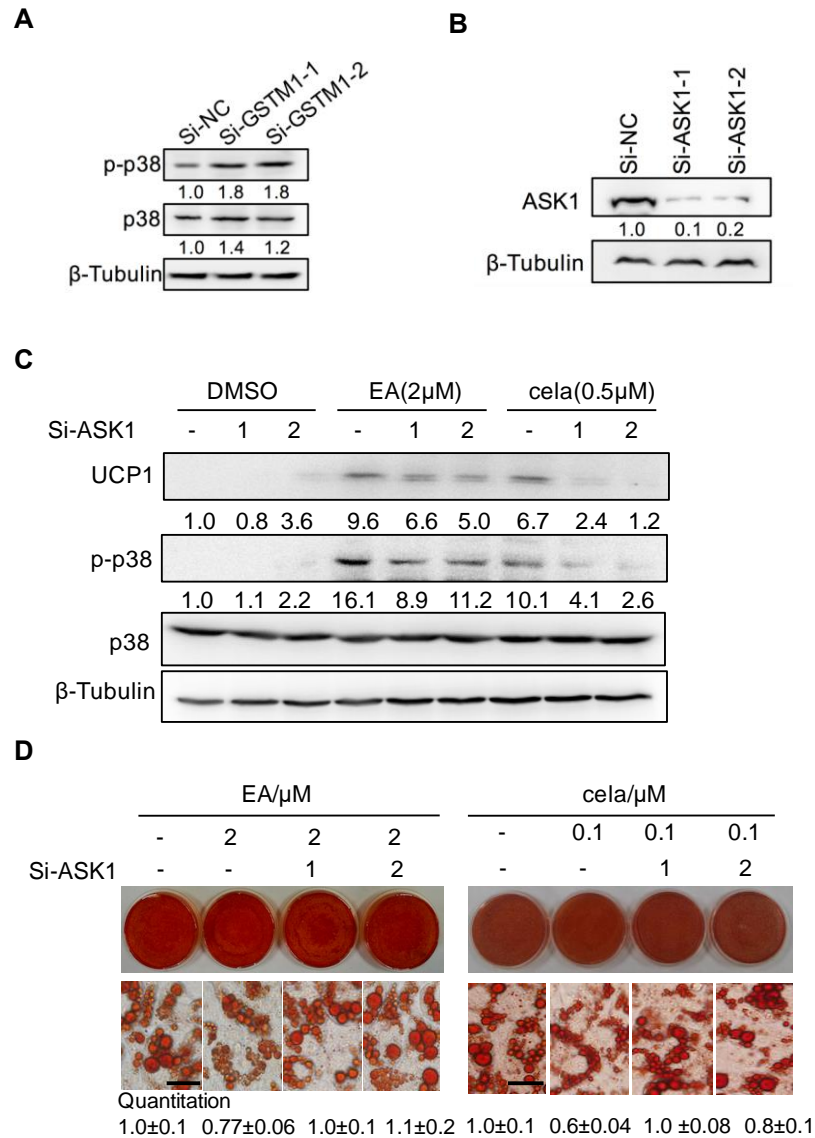 A
Si-NC
Si-GSTM1-1
Si-GSTM1-2
p-p38
1.0 1.8 1.8
p38
1.0 1.4 1.2
β-Tubulin
B
Si-NC
Si-ASK1-1
Si-ASK1-2
ASK1
1.0 0.1 0.2
β-Tubulin
C
DMSO EA(2μM) cela(0.5μM)
Si-ASK1 - 1 2 - 1 2 - 1 2
UCP1
1.0 0.8 3.6 9.6 6.6 5.0 6.7 2.4 1.2
p-p38
1.0 1.1 2.2 16.1 8.9 11.2 10.1 4.1 2.6
p38
β-Tubulin
D
EA/μM cela/μM
- 2 2 2 - 0.1 0.1 0.1
Si-ASK1 - - 1 2 - - 1 2
Quantitation
1.0±0.1 0.77±0.06 1.0±0.1 1.1±0.2 1.0±0.1 0.6±0.04 1.0 ±0.08 0.8±0.1